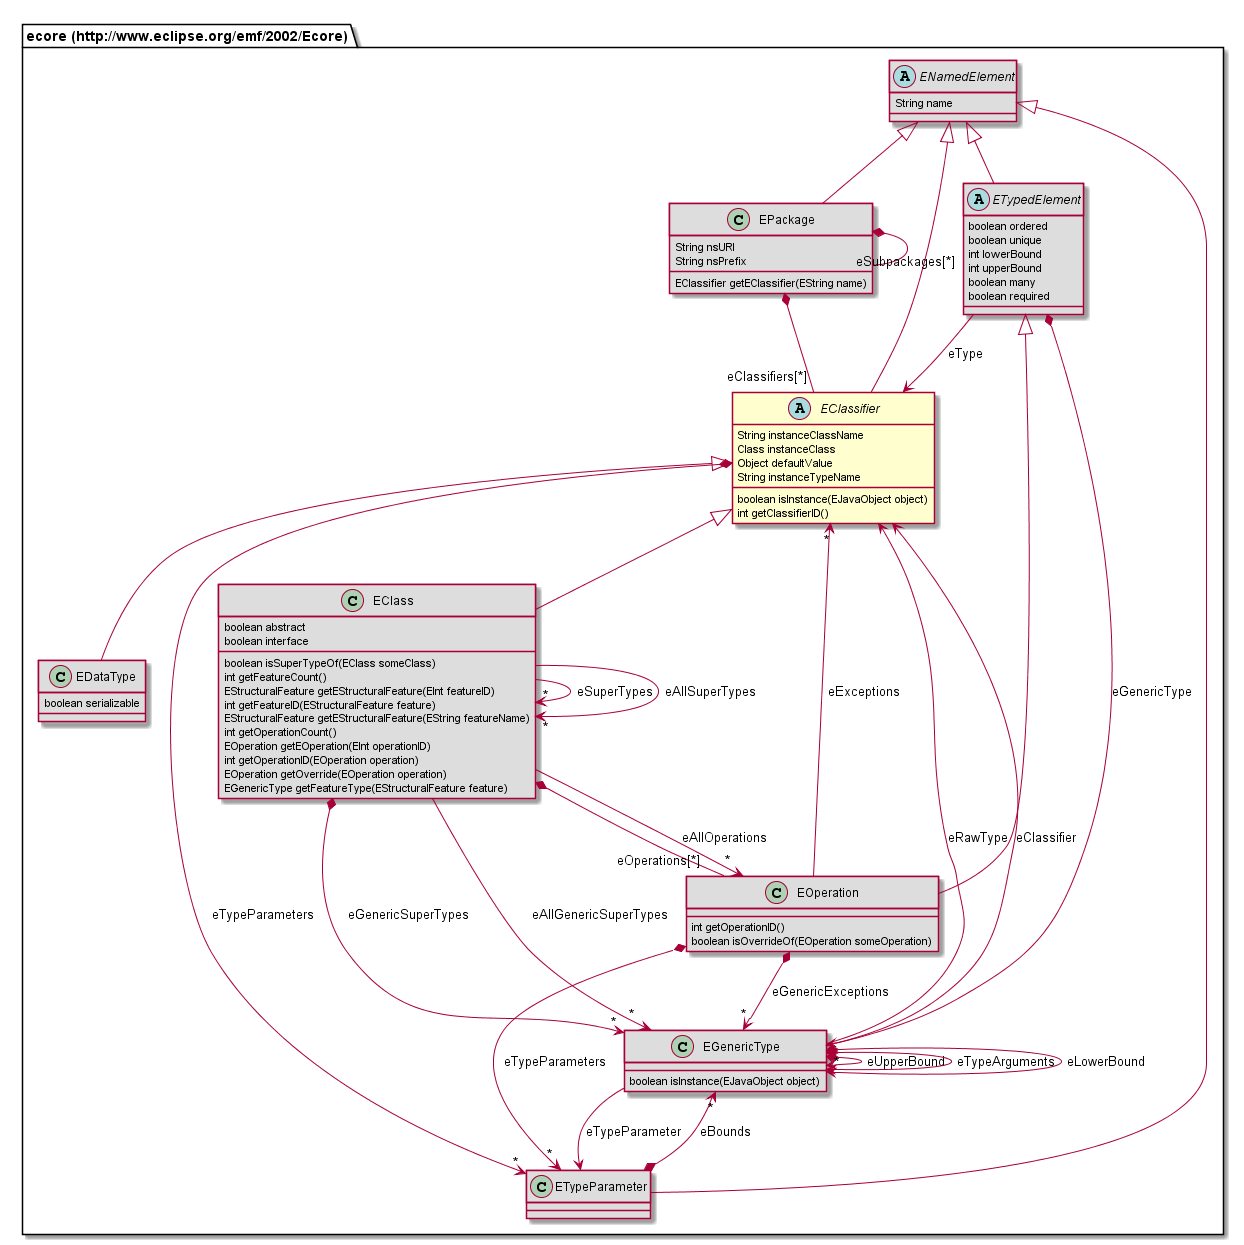 ecore (http://www.eclipse.org/emf/2002/Ecore)
A ENamedElement
String name
C EPackage
String nsURI
String nsPrefix
EClassifier getEClassifier(EString name)
eSubpackages[*]
A ETypedElement
boolean ordered
boolean unique
int lowerBound
int upperBound
boolean many
boolean required
eType
eClassifiers[*]
A EClassifier
String instanceClassName
Class instanceClass
Object defaultValue
String instanceTypeName
boolean isInstance(EJavaObject object)
int getClassifierID()
*
C EClass
boolean abstract
boolean interface
boolean isSuperTypeOf(EClass someClass)
int getFeatureCount()
EStructuralFeature getEStructuralFeature(EInt featureID)
int getFeatureID(EStructuralFeature feature)
EStructuralFeature getEStructuralFeature(EString featureName)
int getOperationCount()
EOperation getEOperation(EInt operationID)
int getOperationID(EOperation operation)
EOperation getOverride(EOperation operation)
EGenericType getFeatureType(EStructuralFeature feature)
C EDataType
boolean serializable
* eSuperTypes
* eAllSuperTypes
eExceptions
eGenericType
eAllOperations
*
eOperations[*]
eRawType
eClassifier
C EOperation
int getOperationID()
boolean isOverrideOf(EOperation someOperation)
eTypeParameters
eGenericSuperTypes
eAllGenericSuperTypes
eGenericExceptions
*
*
*
C EGenericType
boolean isInstance(EJavaObject object)
*
eUpperBound
eTypeArguments
eLowerBound
eTypeParameters
eTypeParameter
*
eBounds
*
*
C ETypeParameter